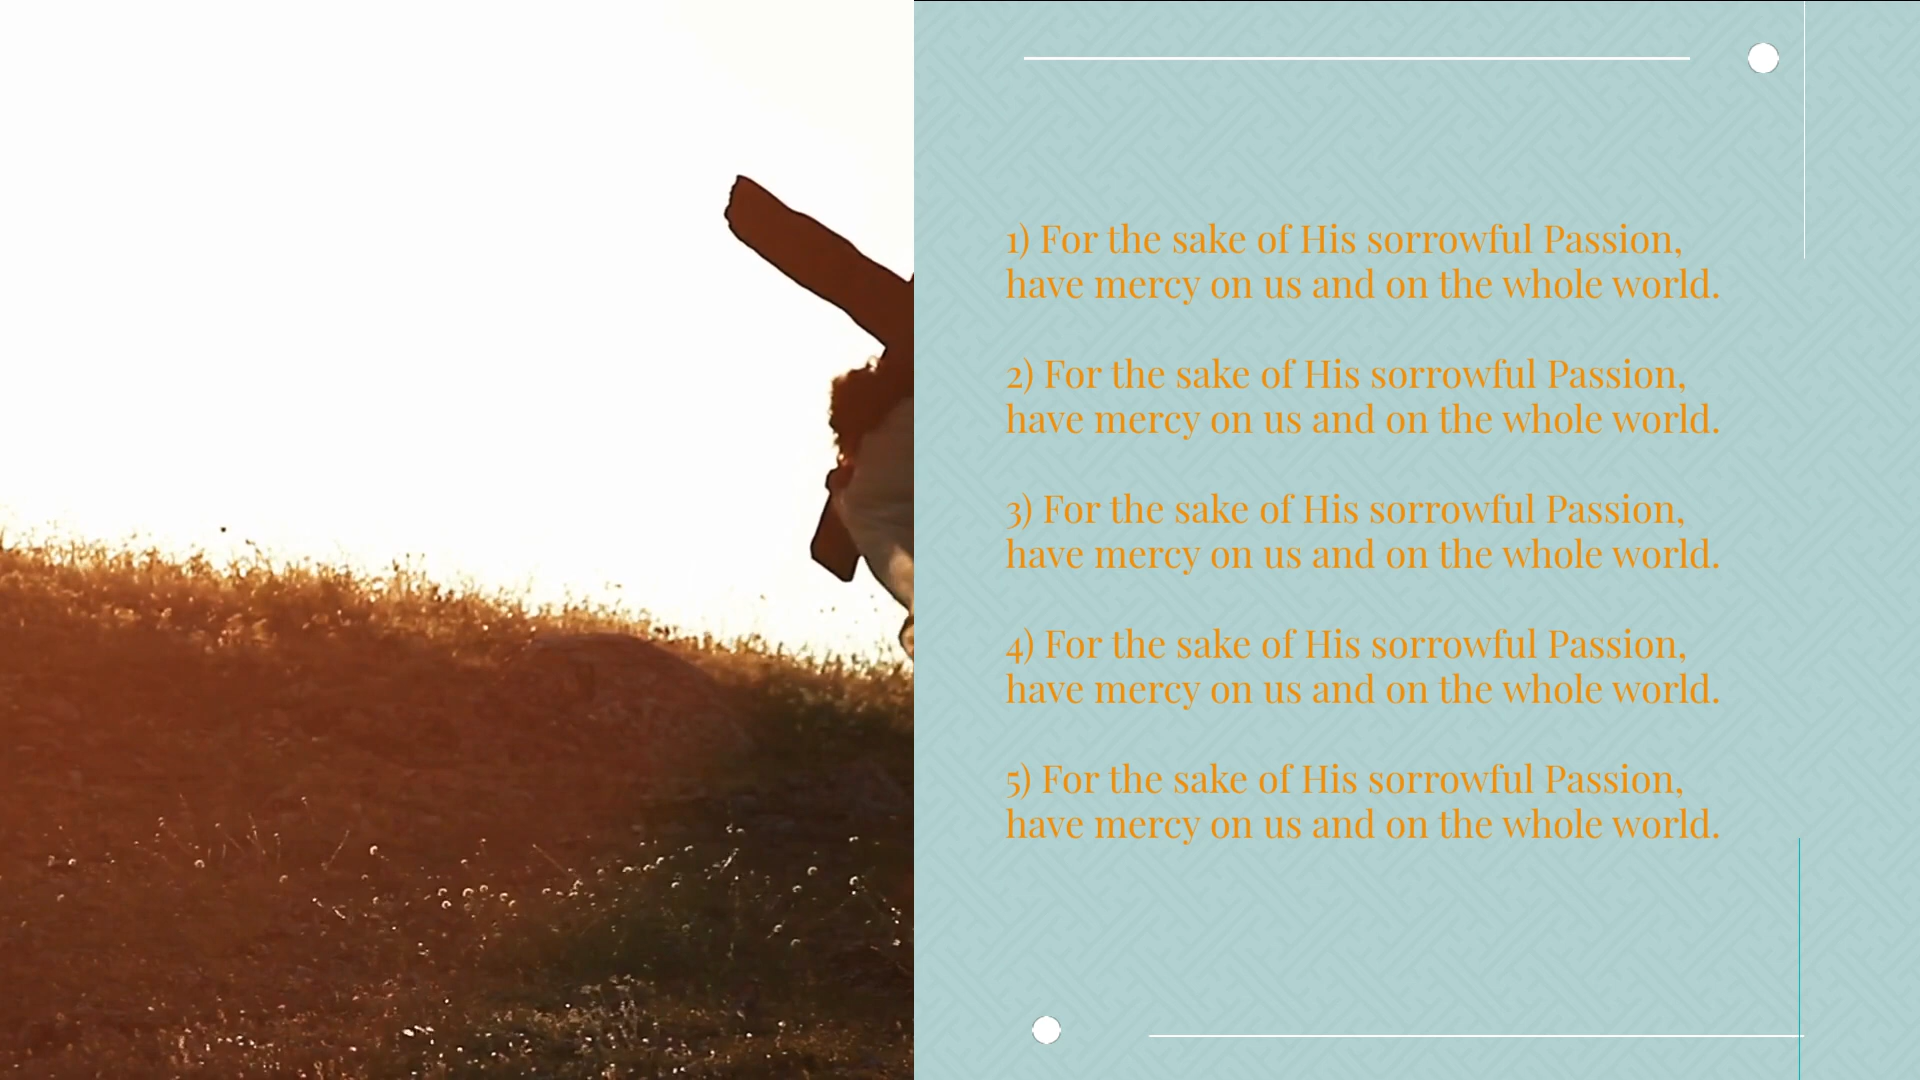 1) For the sake of His sorrowful Passion,
have mercy on us and on the whole world.
2) For the sake of His sorrowful Passion,
have mercy on us and on the whole world.
3) For the sake of His sorrowful Passion,
have mercy on us and on the whole world.
4) For the sake of His sorrowful Passion,
have mercy on us and on the whole world.
5) For the sake of His sorrowful Passion,
have mercy on us and on the whole world.